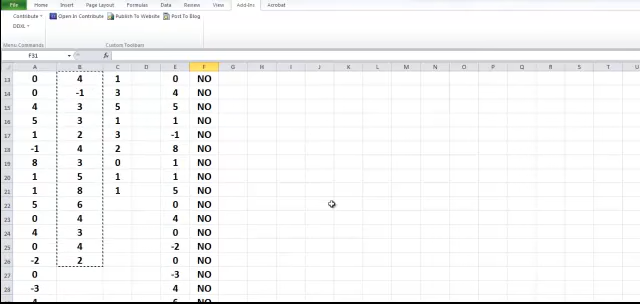 File Home Insert Page Layout Formulas Data Review View Add-Ins Acrobat
Contribute Open In Contribute Publish To Website Post To Blog
DDXL
Menu Commands Custom Toolbars
F31 fx
A B C D E F G H I J K L M N O P Q R S T U
13 0 4 1 0 NO
14 0 -1 3 4 NO
15 4 3 5 5 NO
16 5 3 1 1 NO
17 1 2 3 -1 NO
18 -1 4 2 8 NO
19 8 3 0 1 NO
20 1 5 1 1 NO
21 1 8 1 5 NO
22 5 6 0 NO
23 0 4 4 NO
24 4 3 0 NO
25 0 4 -2 NO
26 -2 2 0 NO
27 0 -3 NO
28 -3 4 NO